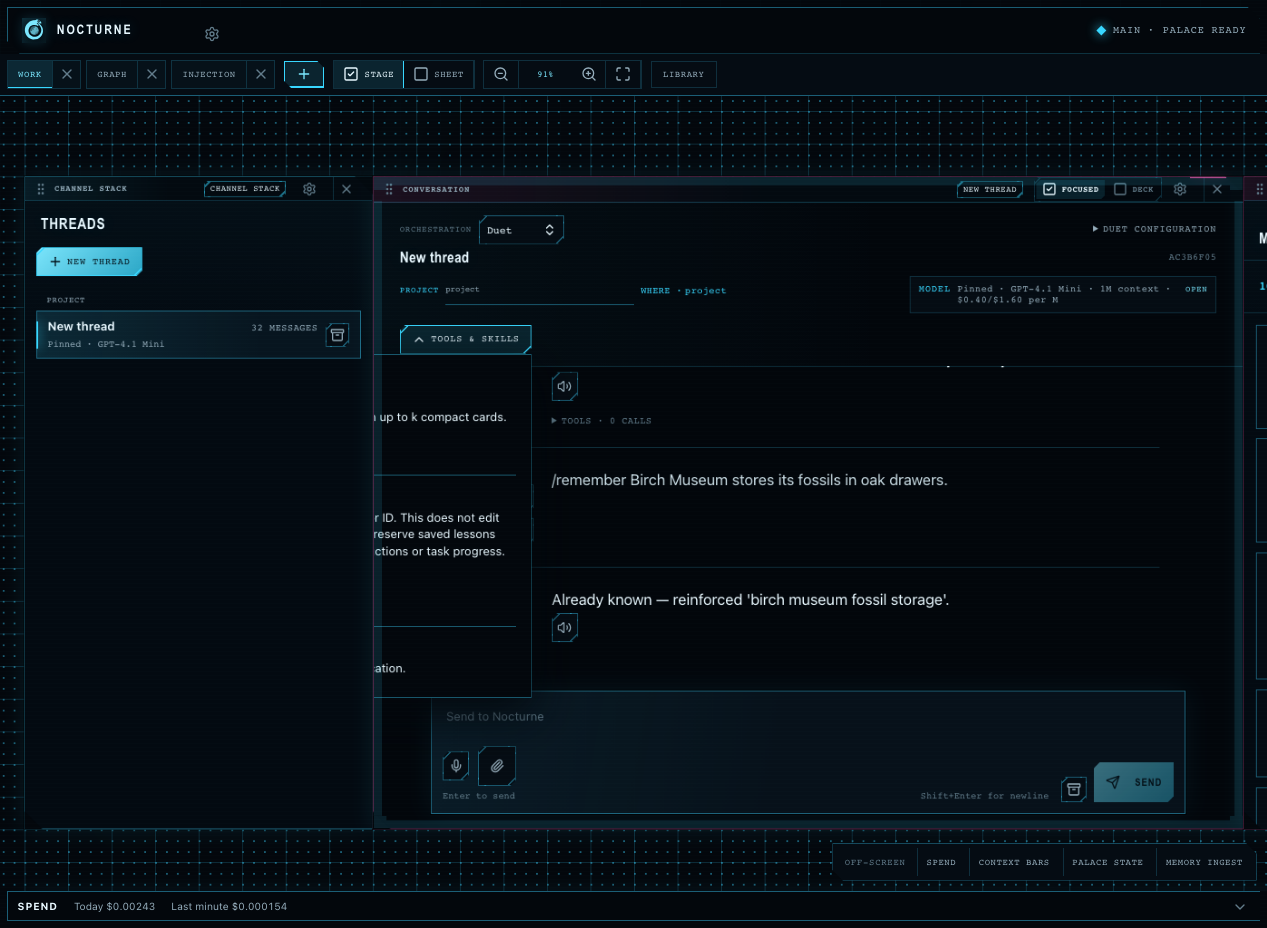 NOCTURNE
MAIN · PALACE READY
WORK
GRAPH
INJECTION
STAGE
SHEET
91%
LIBRARY
CHANNEL STACK
CHANNEL STACK
CONVERSATION
NEW THREAD
FOCUSED
DECK
THREADS
NEW THREAD
PROJECT
New thread
32 MESSAGES
Pinned · GPT-4.1 Mini
ORCHESTRATION
Duet
DUET CONFIGURATION
New thread
AC3B6F05
PROJECT
project
WHERE · project
MODEL
Pinned · GPT-4.1 Mini · 1M context ·
$0.40/$1.60 per M
OPEN
TOOLS & SKILLS
up to k compact cards.
TOOLS · 0 CALLS
/remember Birch Museum stores its fossils in oak drawers.
r ID. This does not edit
reserve saved lessons
ctions or task progress.
Already known — reinforced 'birch museum fossil storage'.
ation.
Send to Nocturne
Enter to send
Shift+Enter for newline
SEND
OFF-SCREEN
SPEND
CONTEXT BARS
PALACE STATE
MEMORY INGEST
SPEND
Today $0.00243
Last minute $0.000154